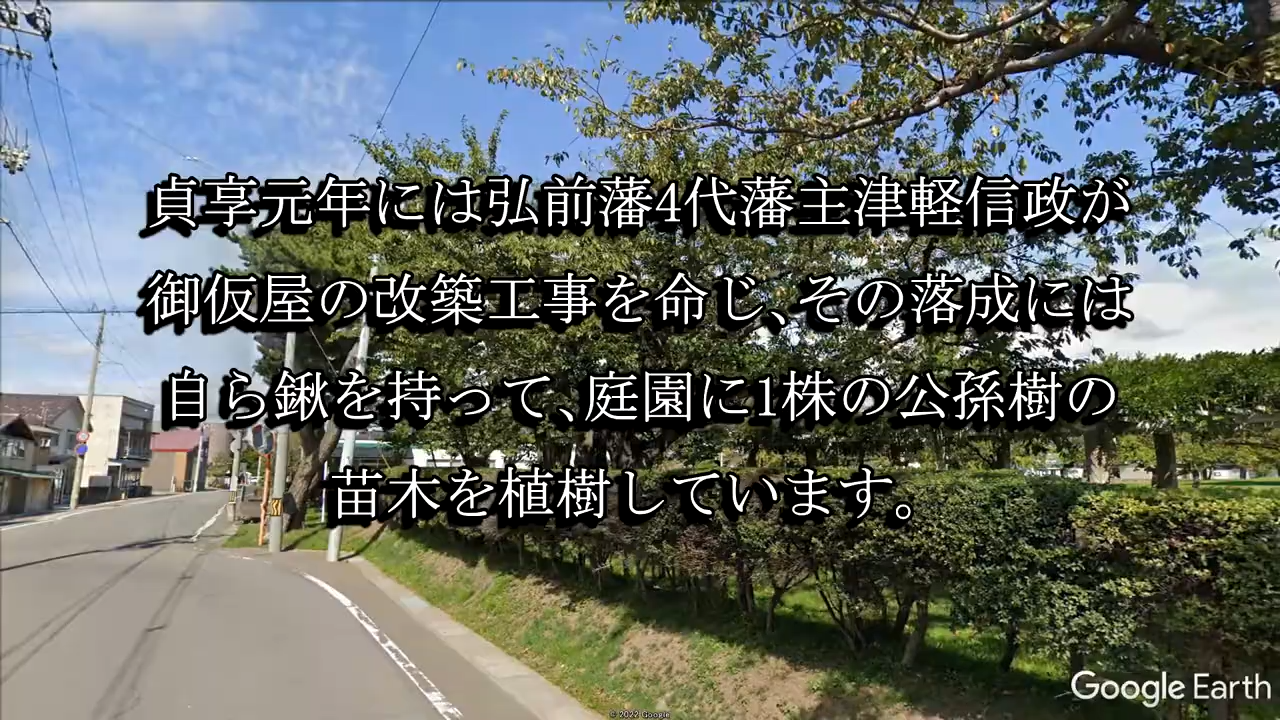 貞享元年には弘前藩4代藩主津軽信政が
御仮屋の改築工事を命じ、その落成には
自ら鍬を持って、庭園に1株の公孫樹の
苗木を植樹しています。
Google Earth
© 2022 Google